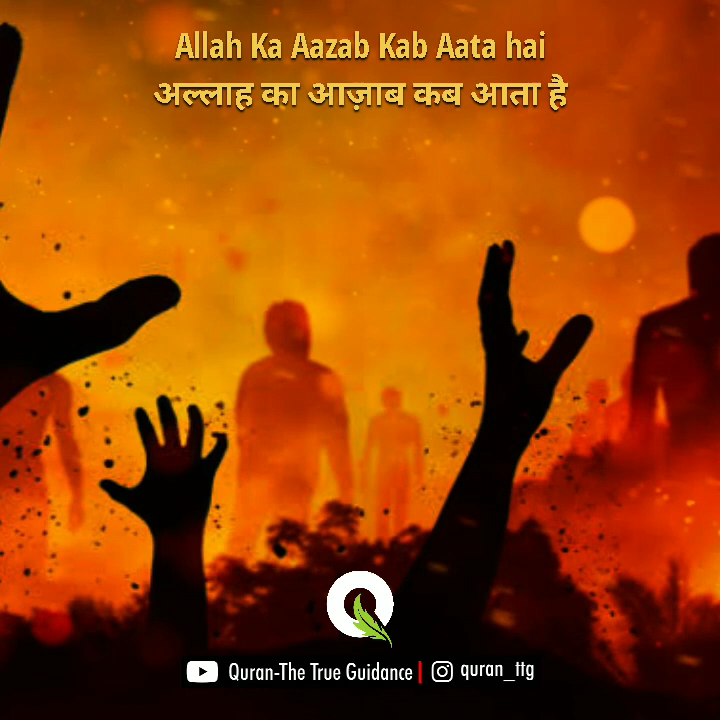 Allah Ka Aazab Kab Aata hai
अल्लाह का आज़ाब कब आता है
Quran-The True Guidance | quran_ttg